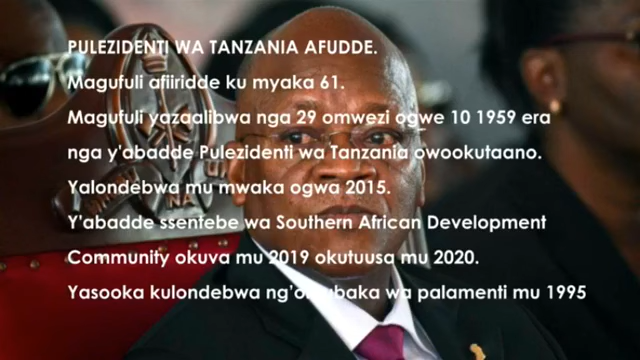 PULEZIDENTI WA TANZANIA AFUDDE.
Magufuli afiiridde ku myaka 61.
Magufuli yazaalibwa nga 29 omwezi ogwe 10 1959 era
nga y'abadde Pulezidenti wa Tanzania owookutaano.
Yalondebwa mu mwaka ogwa 2015.
Y'abadde ssentebe wa Southern African Development
Community okuva mu 2019 okutuusa mu 2020.
Yasooka kulondebwa wa palamenti mu 1995